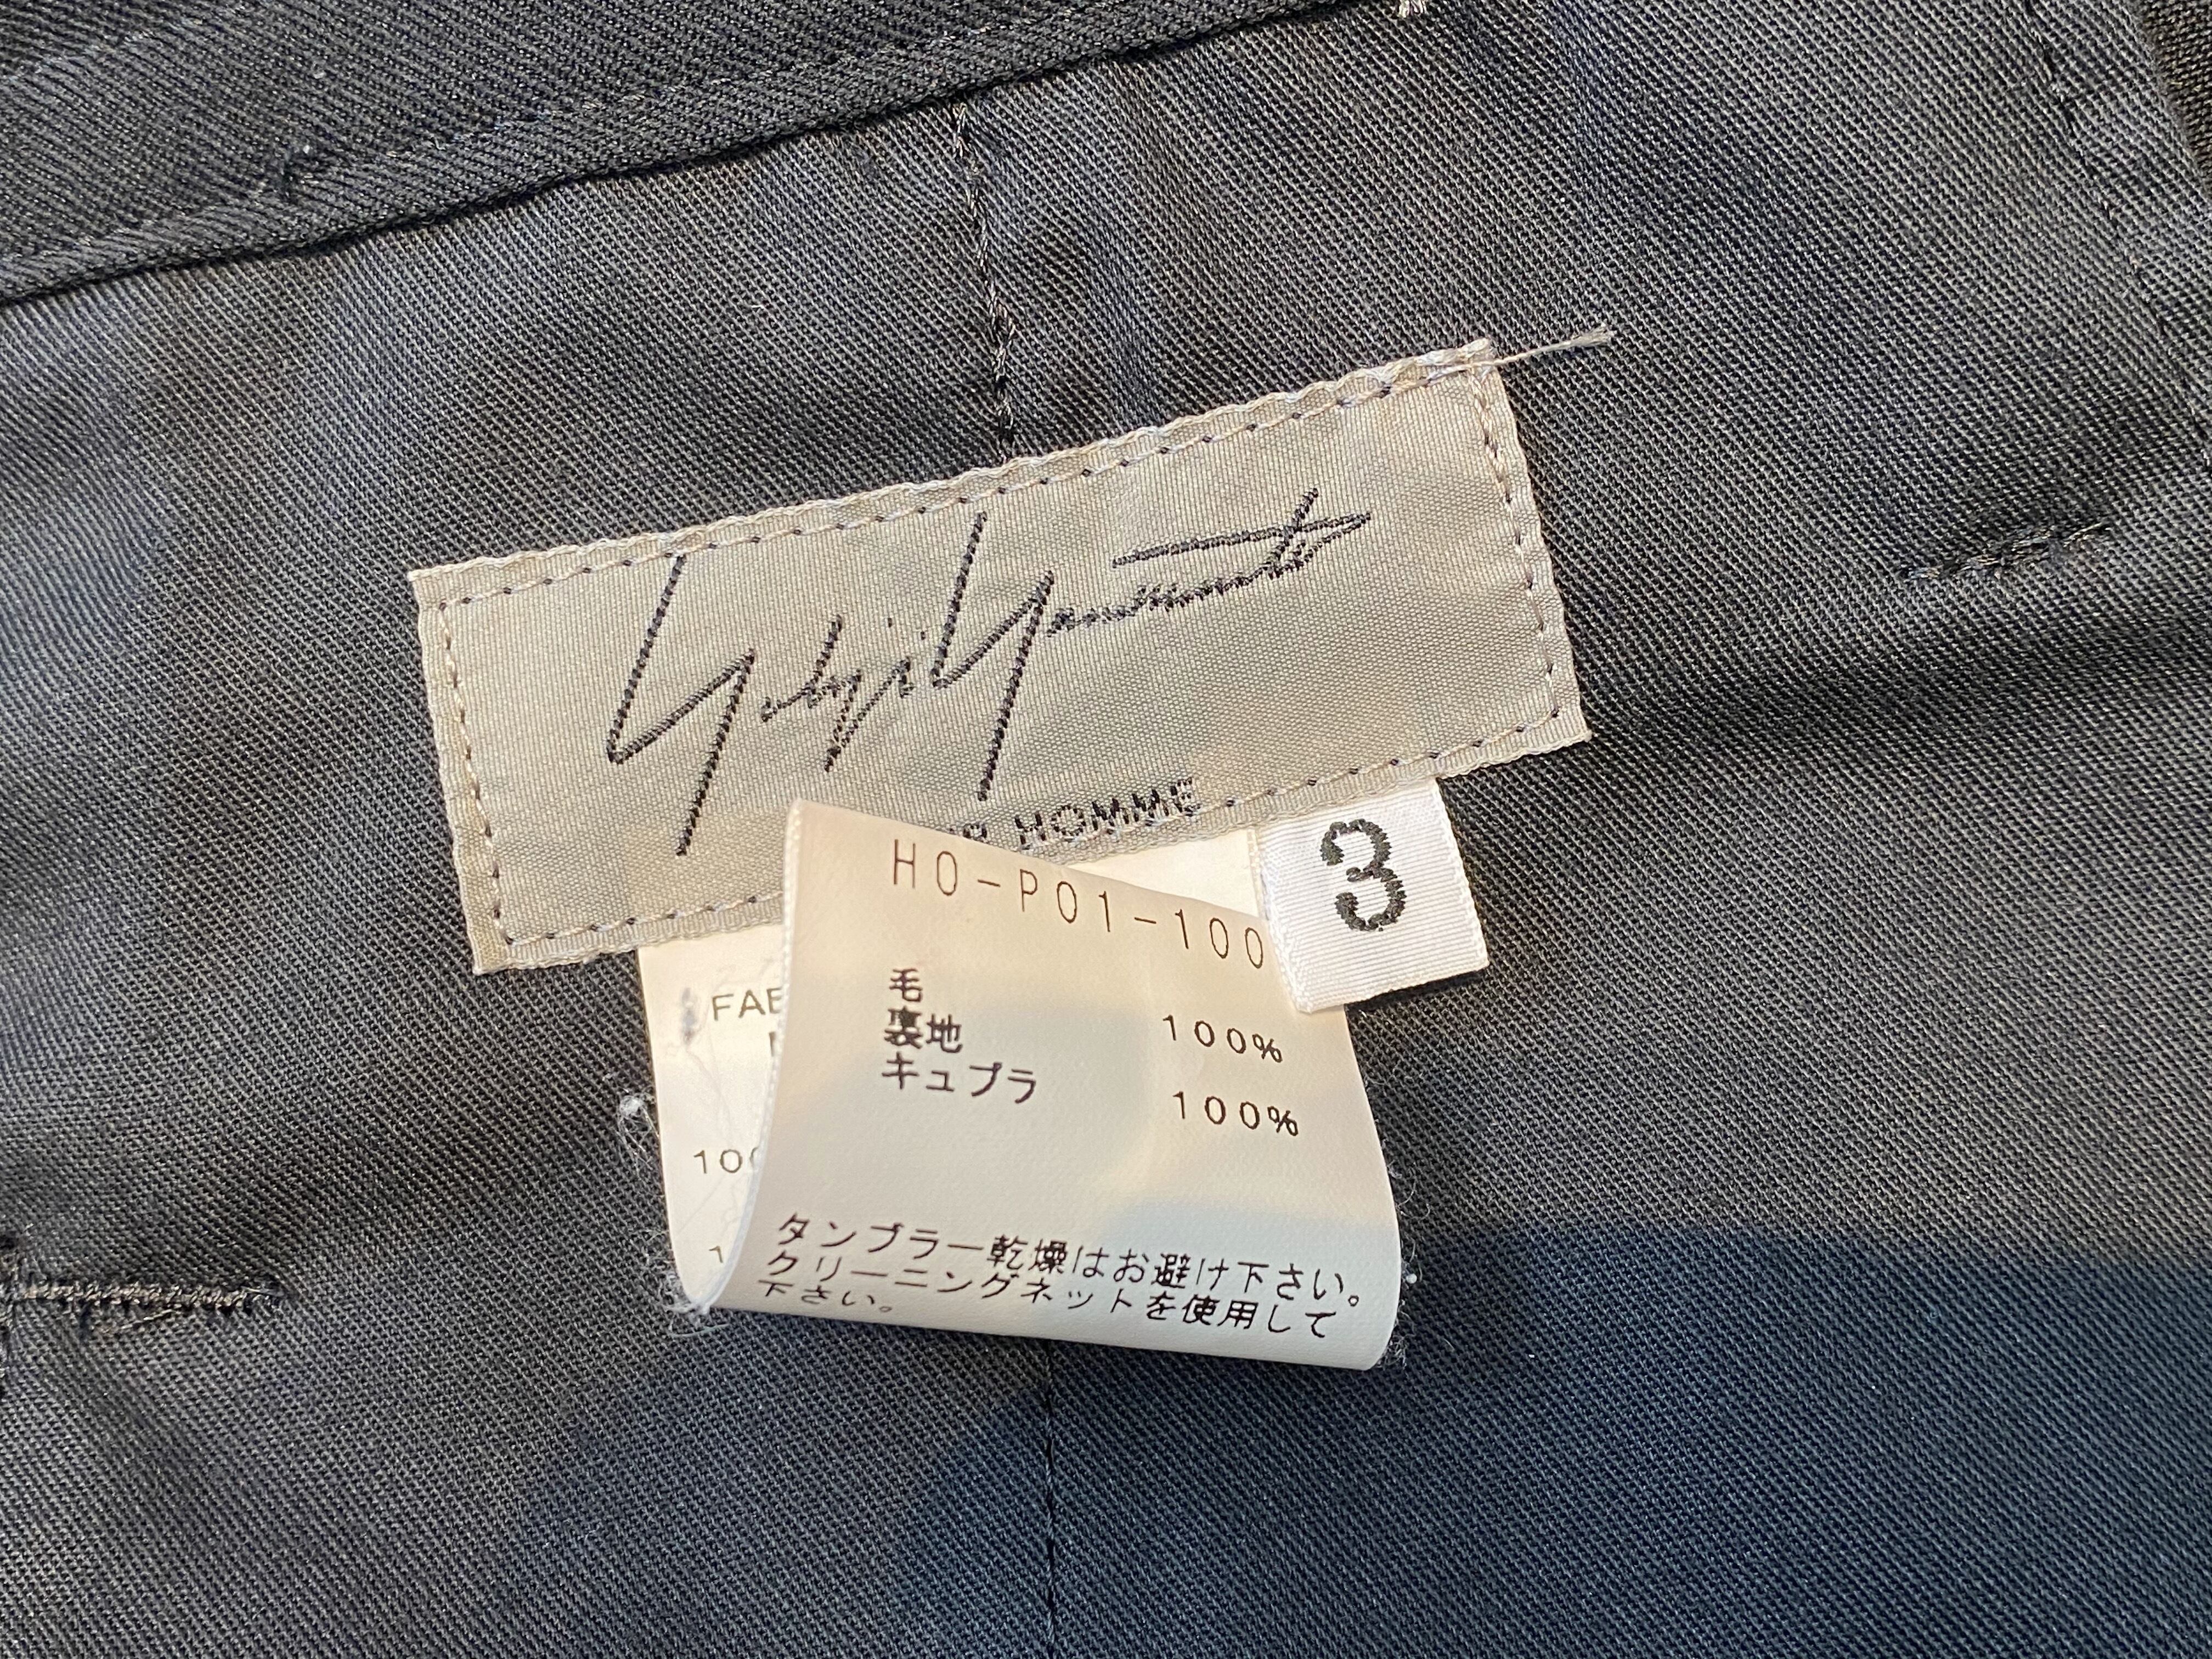 Yohji Yamamoto
HOMME
3
HO-P01-100
毛 100%
裏地
キュプラ 100%
タンブラー乾燥はお避け下さい。
クリーニングネットを使用して
下さい。